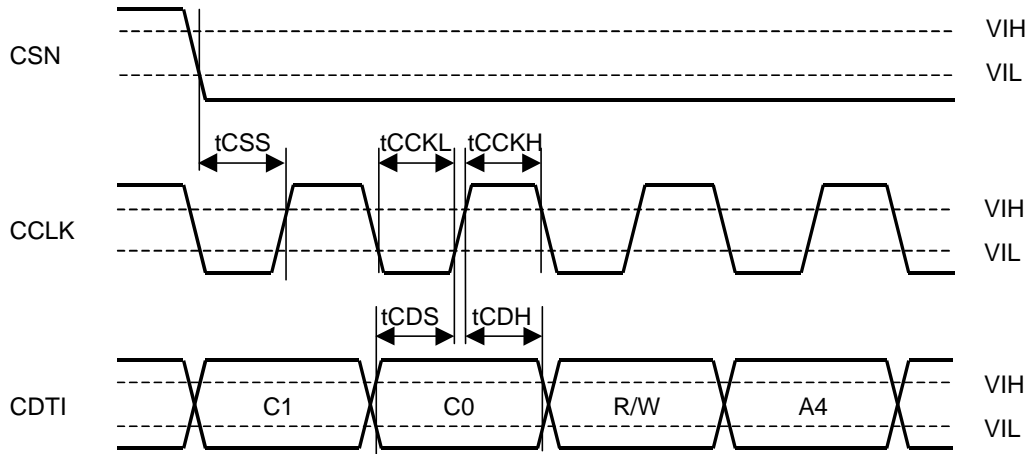 CSN
VIH
VIL
tCSS
tCCKL
tCCKH
CCLK
VIH
VIL
tCDS
tCDH
CDTI
C1
C0
R/W
A4
VIH
VIL